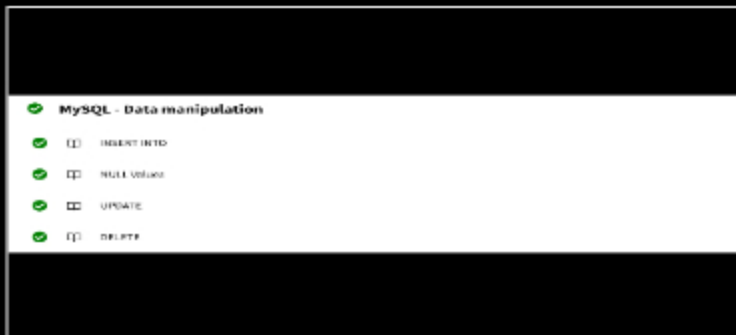 MySQL - Data manipulation
INSERT INTO
NULL Values
UPDATE
DELETE